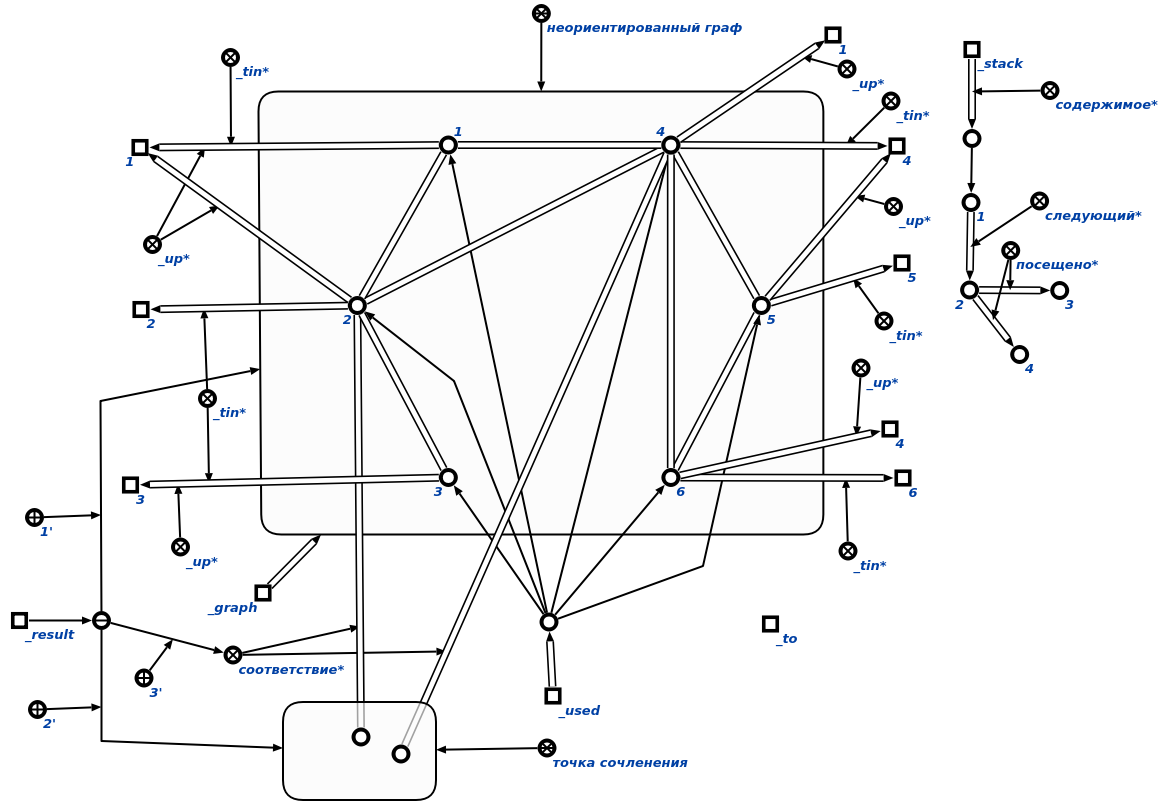 неориентированный граф
1
_up*
_stack
_tin*
содержимое*
_tin*
1
4
1
4
1
следующий*
_up*
_up*
посещено*
5
2
3
2
2
5
_tin*
4
_up*
_tin*
4
3
3
6
6
1'
_up*
_tin*
_graph
_result
_to
соответствие*
3'
2'
_used
точка сочленения